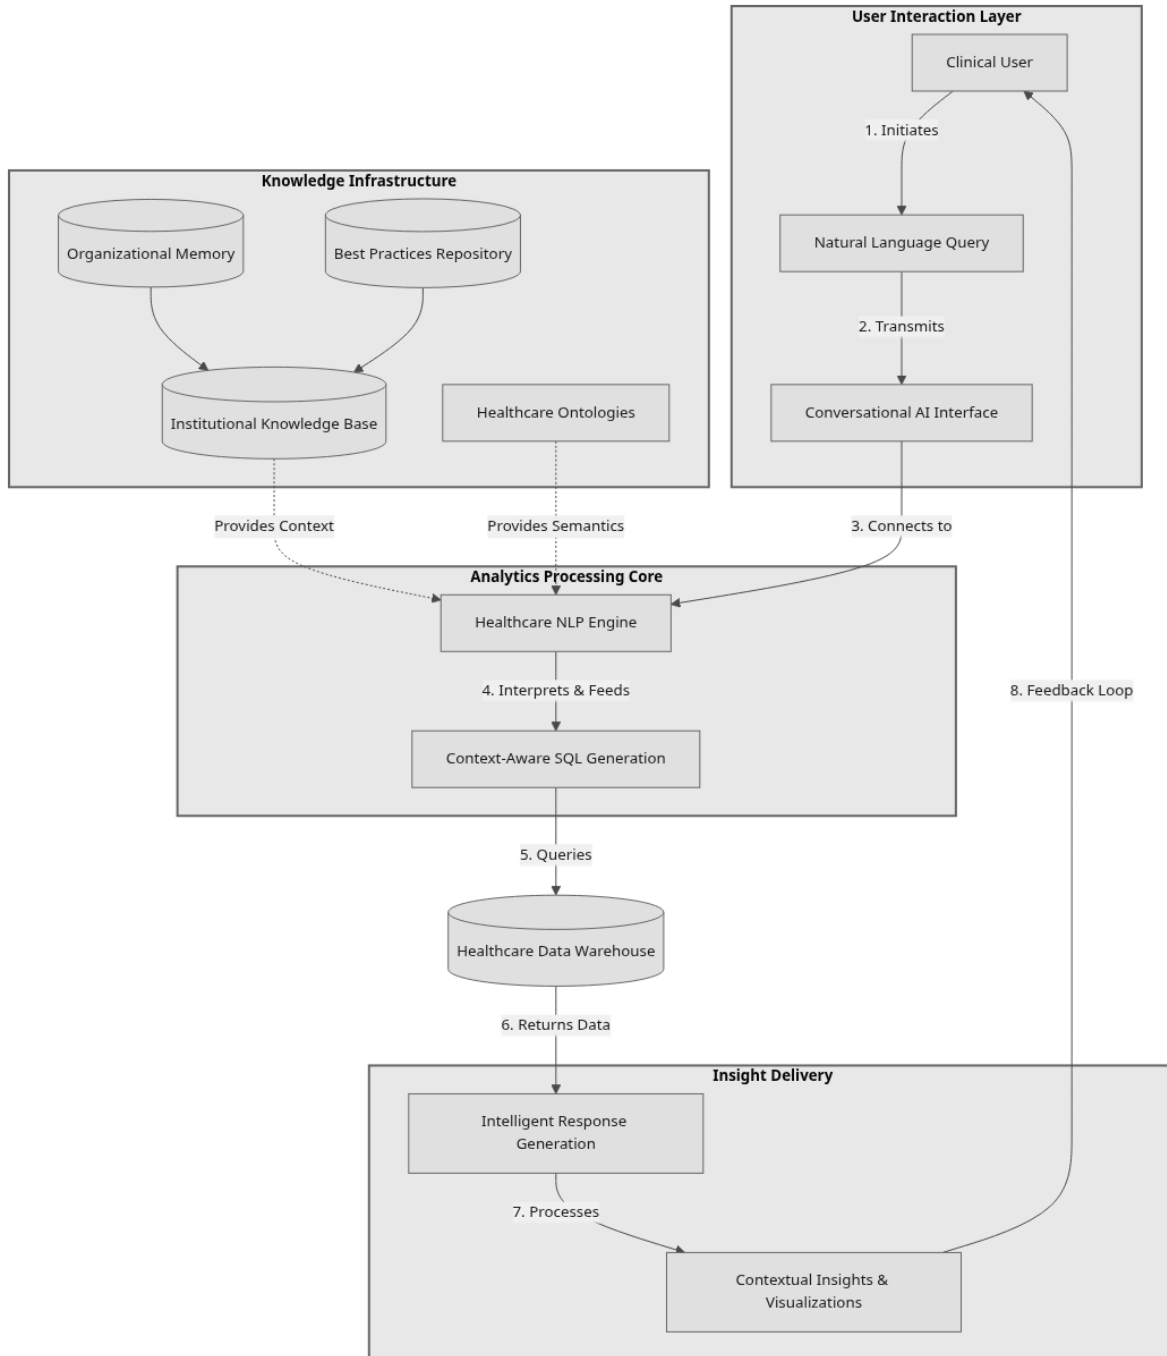 User Interaction Layer
Clinical User
1. Initiates
Knowledge Infrastructure
Organizational Memory
Best Practices Repository
Natural Language Query
2. Transmits
Institutional Knowledge Base
Healthcare Ontologies
Conversational AI Interface
Provides Context
Provides Semantics
3. Connects to
Analytics Processing Core
Healthcare NLP Engine
4. Interprets & Feeds
8. Feedback Loop
Context-Aware SQL Generation
5. Queries
Healthcare Data Warehouse
6. Returns Data
Insight Delivery
Intelligent Response
Generation
7. Processes
Contextual Insights &
Visualizations